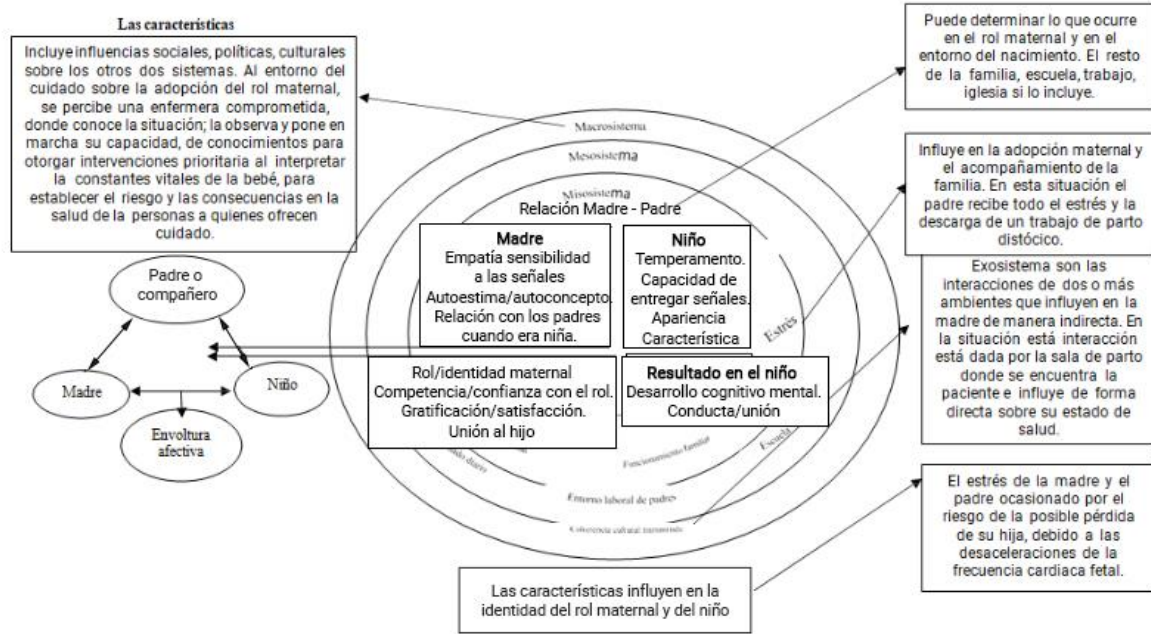 Las características
Incluye influencias sociales, políticas, culturales
sobre los otros dos sistemas. Al entorno del
cuidado sobre la adopción del rol maternal,
se percibe una enfermera comprometida,
donde conoce la situación; la observa y pone en
marcha su capacidad, de conocimientos para
otorgar intervenciones prioritaria al interpretar
la constantes vitales de la bebé, para
establecer el riesgo y las consecuencias en la
salud de la personas a quienes ofrecen
cuidado.
Padre o
compañero
Madre
Niño
Envoltura
afectiva
Macrosistema
Mesosistema
Misosistema
Relación Madre - Padre
Madre
Empatía sensibilidad
a las señales
Autoestima/autoconcepto.
Relación con los padres
cuando era niña.
Niño
Temperamento.
Capacidad de
entregar señales.
Apariencia
Característica
Estrés
Rol/identidad maternal
Competencia/confianza con el rol.
Gratificación/satisfacción.
Unión al hijo
Resultado en el niño
Desarrollo cognitivo mental.
Conducta/unión
Escuela
diario
Funcionamiento familiar
Entorno laboral de padres
Coherencia cultural
Las característicias influyen en la
identidad del rol maternal y del niño
Puede determinar lo que ocurre
en el rol maternal y en el
entorno del nacimiento. El resto
de la familia, escuela, trabajo,
iglesia si lo incluye.
Influye en la adopción maternal y
el acompañamiento de la
familia. En esta situación el
padre recibe todo el estrés y la
descarga de un trabajo de parto
distócico.
Exosistema son las
interacciones de dos o más
ambientes que influyen en la
madre de manera indirecta. En
la situación está interacción
está dada por la sala de parto
donde se encuentra la
paciente e influye de forma
directa sobre su estado de
salud.
El estrés de la madre y el
padre ocasionado por el
riesgo de la posible pérdida
de su hija, debido a las
desaceleraciones de la
frecuencia cardiaca fetal.